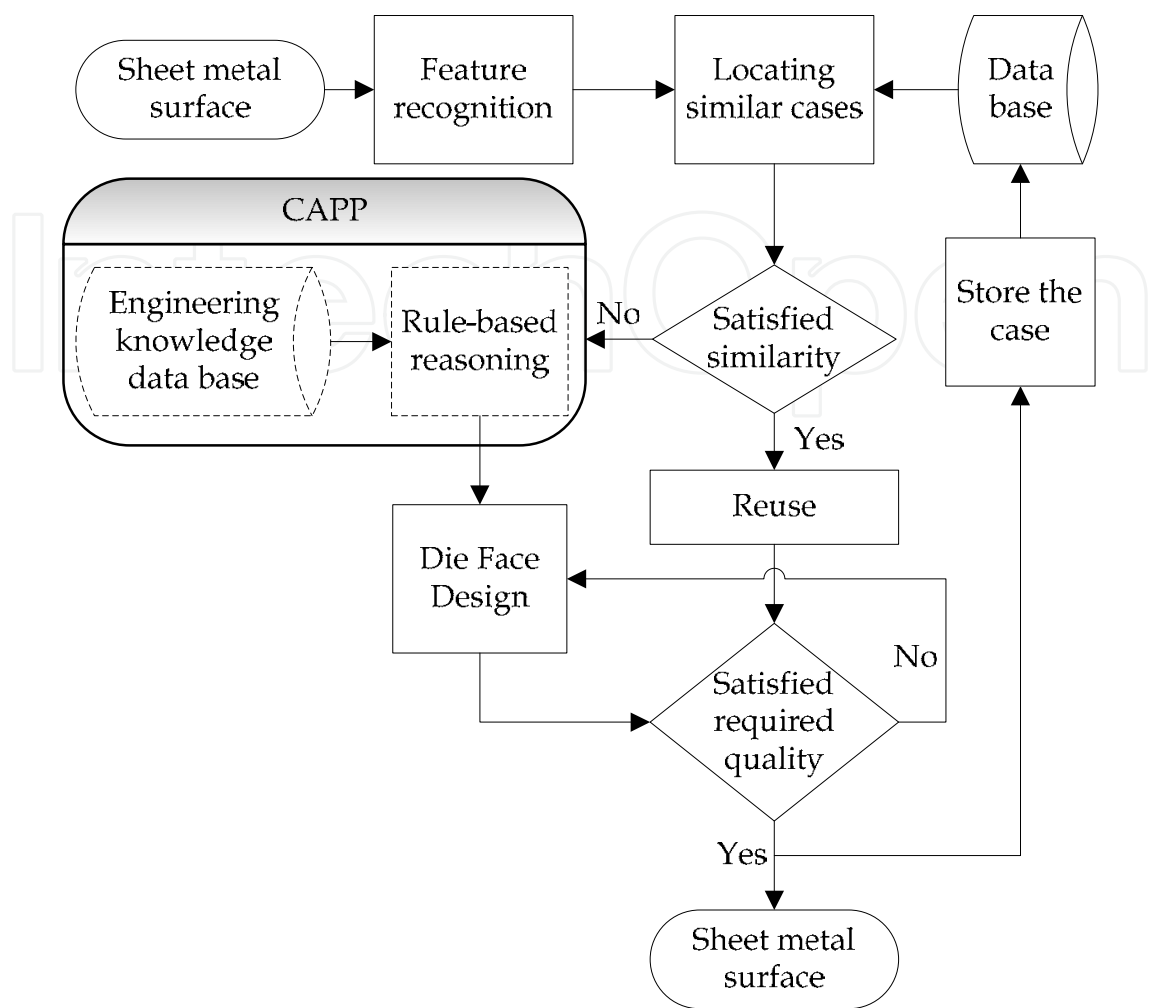 Sheet metal
surface
Feature
recognition
Locating
similar cases
Data
base
CAPP
Engineering
knowledge
data base
Rule-based
reasoning
No
Satisfied
similarity
Store the
case
Yes
Reuse
Die Face
Design
No
Satisfied
required
quality
Yes
Sheet metal
surface
IntechOpen